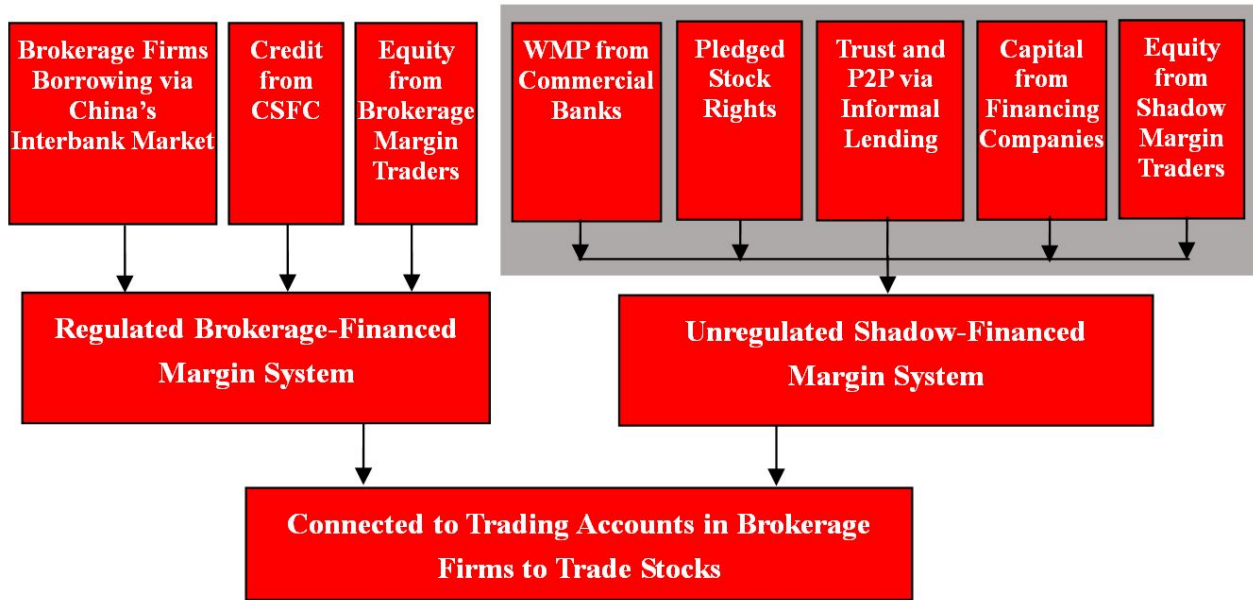 Brokerage Firms
Borrowing via
China's
Interbank Market
Credit
from
CSFC
Equity
from
Brokerage
Margin
Traders
WMP from
Commercial
Banks
Pledged
Stock
Rights
Trust and
P2P via
Informal
Lending
Capital
from
Financing
Companies
Equity
from
Shadow
Margin
Traders
Regulated Brokerage-Financed
Margin System
Unregulated Shadow-Financed
Margin System
Connected to Trading Accounts in Brokerage
Firms to Trade Stocks